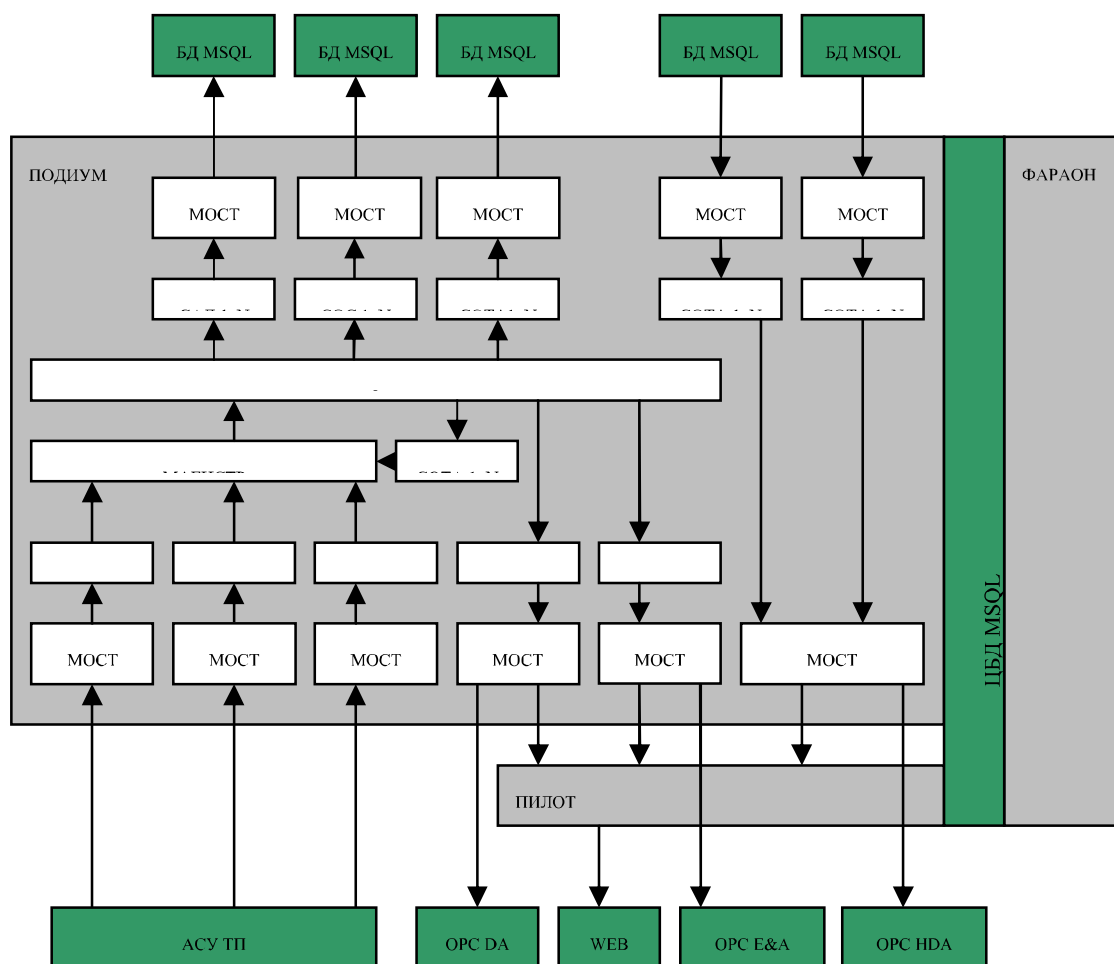 БД MSQL
БД MSQL
БД MSQL
БД MSQL
БД MSQL
ПОДИУМ
ФАРАОН
МОСТ
МОСТ
МОСТ
МОСТ
МОСТ
МОСТ
МОСТ
МОСТ
МОСТ
МОСТ
МОСТ
ЦБД MSQL
ПИЛОТ
АСУ ТП
OPC DA
WEB
OPC E&A
OPC HDA